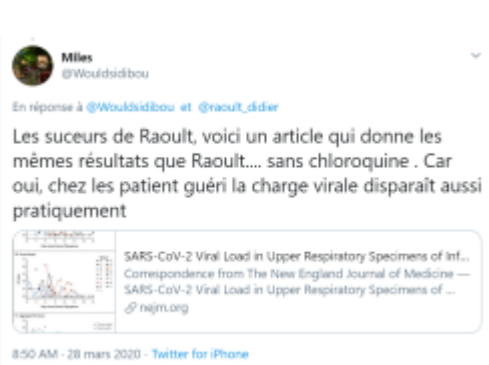 Miles
@Wouldsidibou
En réponse à @Wouldsidibou et @raoult_didier
Les suceurs de Raoult, voici un article qui donne les
mêmes résultats que Raoult.... sans chloroquine . Car
oui, chez les patient guéri la charge virale disparaît aussi
pratiquement
SARS-CoV-2 Viral Load in Upper Respiratory Specimens of Inf...
Correspondence from The New England Journal of Medicine —
SARS-CoV-2 Viral Load in Upper Respiratory Specimens of ...
nejm.org
8:50 AM · 28 mars 2020 · Twitter for iPhone